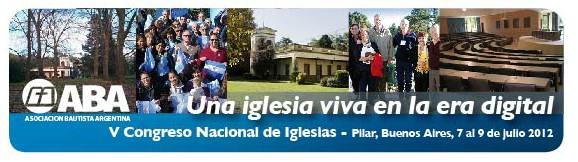 ABA
ASOCIACION BAUTISTA ARGENTINA
Una iglesia viva en la era digital
V Congreso Nacional de Iglesias - Pilar, Buenos Aires, 7 al 9 de julio 2012